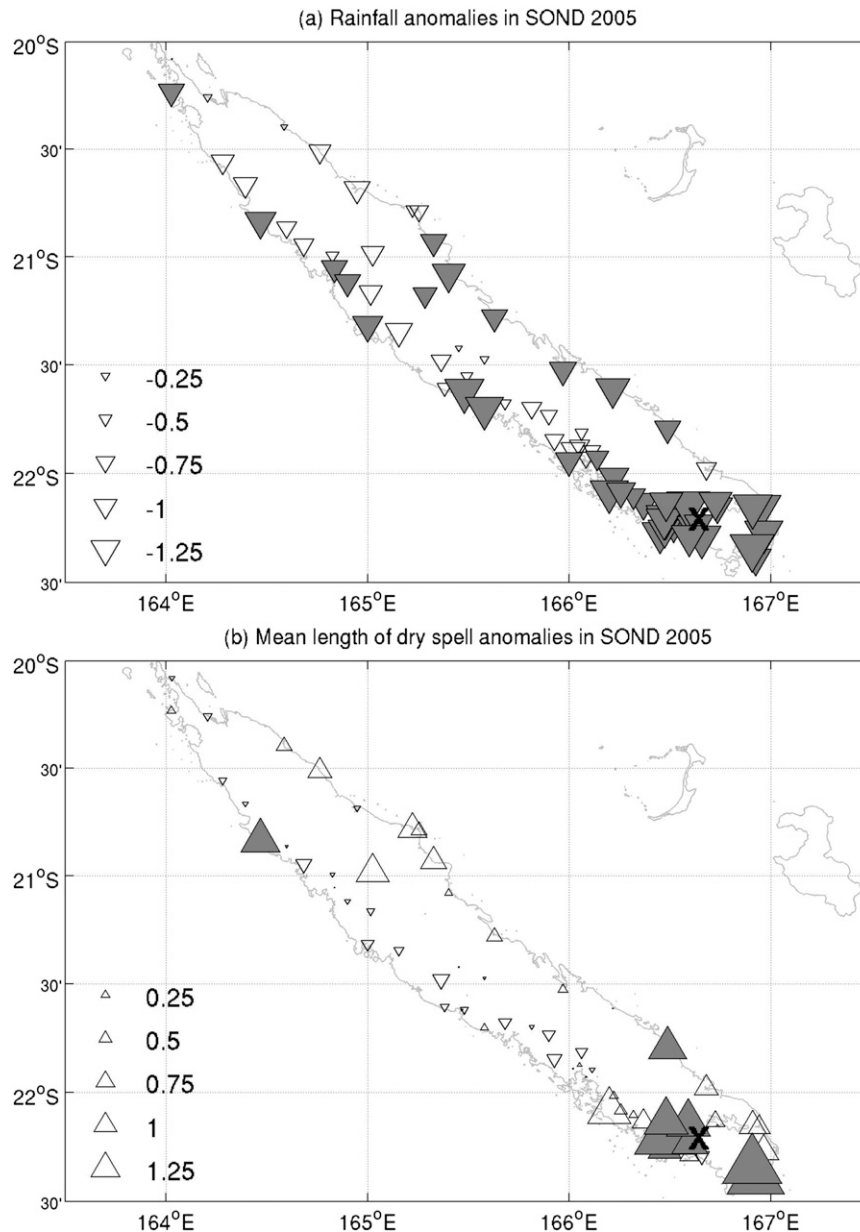 (a) Rainfall anomalies in SOND 2005
20°S
30'
21°S
30'
22°S
30'
-0.25
-0.5
-0.75
-1
-1.25
X
164°E 165°E 166°E 167°E
(b) Mean length of dry spell anomalies in SOND 2005
20°S
30'
21°S
30'
22°S
30'
0.25
0.5
0.75
1
1.25
X
164°E 165°E 166°E 167°E